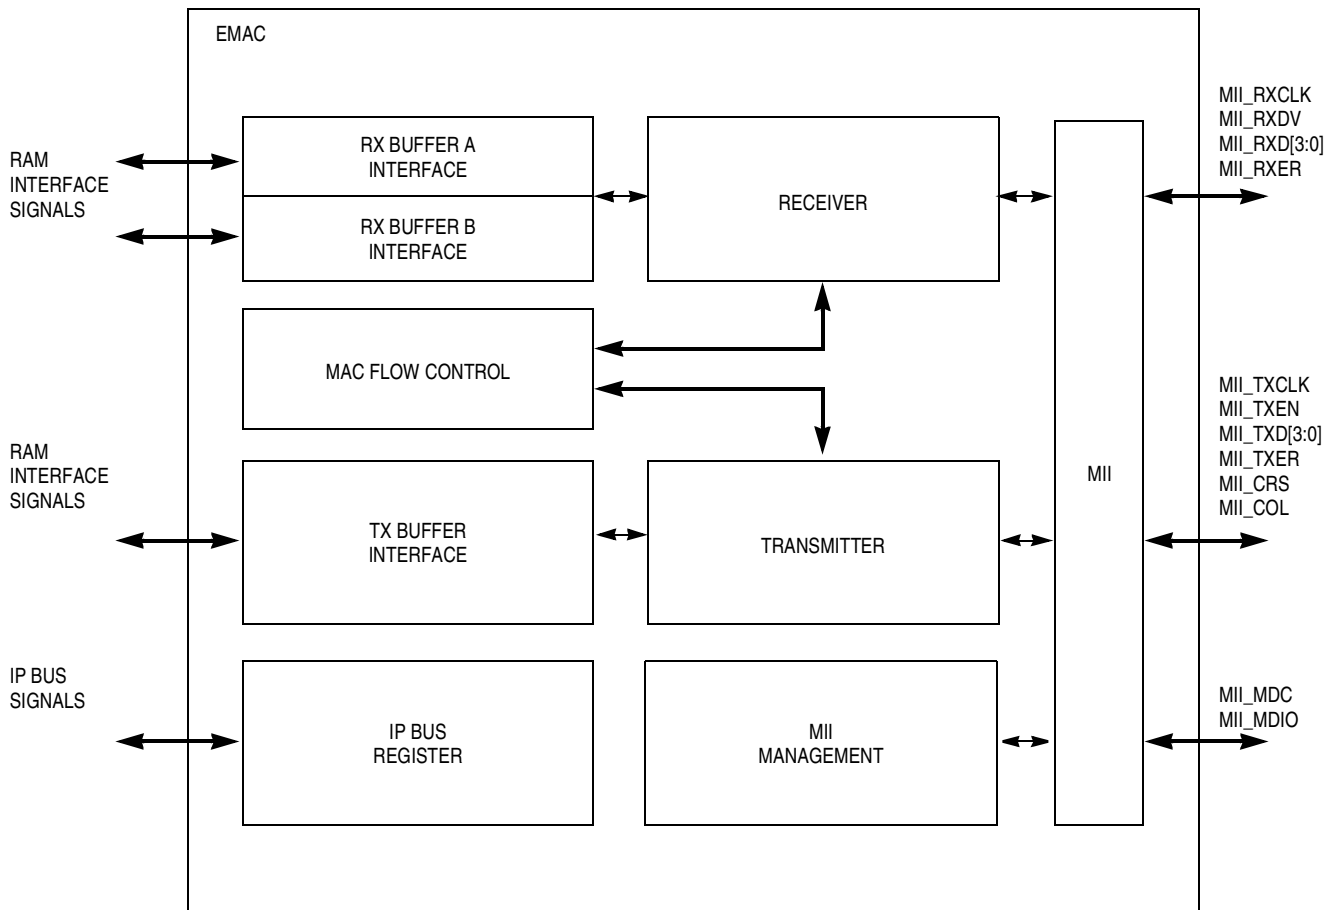 EMAC
RAM
INTERFACE
SIGNALS
RX BUFFER A
INTERFACE
RX BUFFER B
INTERFACE
RECEIVER
MII_RXCLK
MII_RXDV
MII_RXD[3:0]
MII_RXER
MAC FLOW CONTROL
RAM
INTERFACE
SIGNALS
TX BUFFER
INTERFACE
TRANSMITTER
MII
MII_TXCLK
MII_TXEN
MII_TXD[3:0]
MII_TXER
MII_CRS
MII_COL
IP BUS
SIGNALS
IP BUS
REGISTER
MII
MANAGEMENT
MII_MDC
MII_MDIO